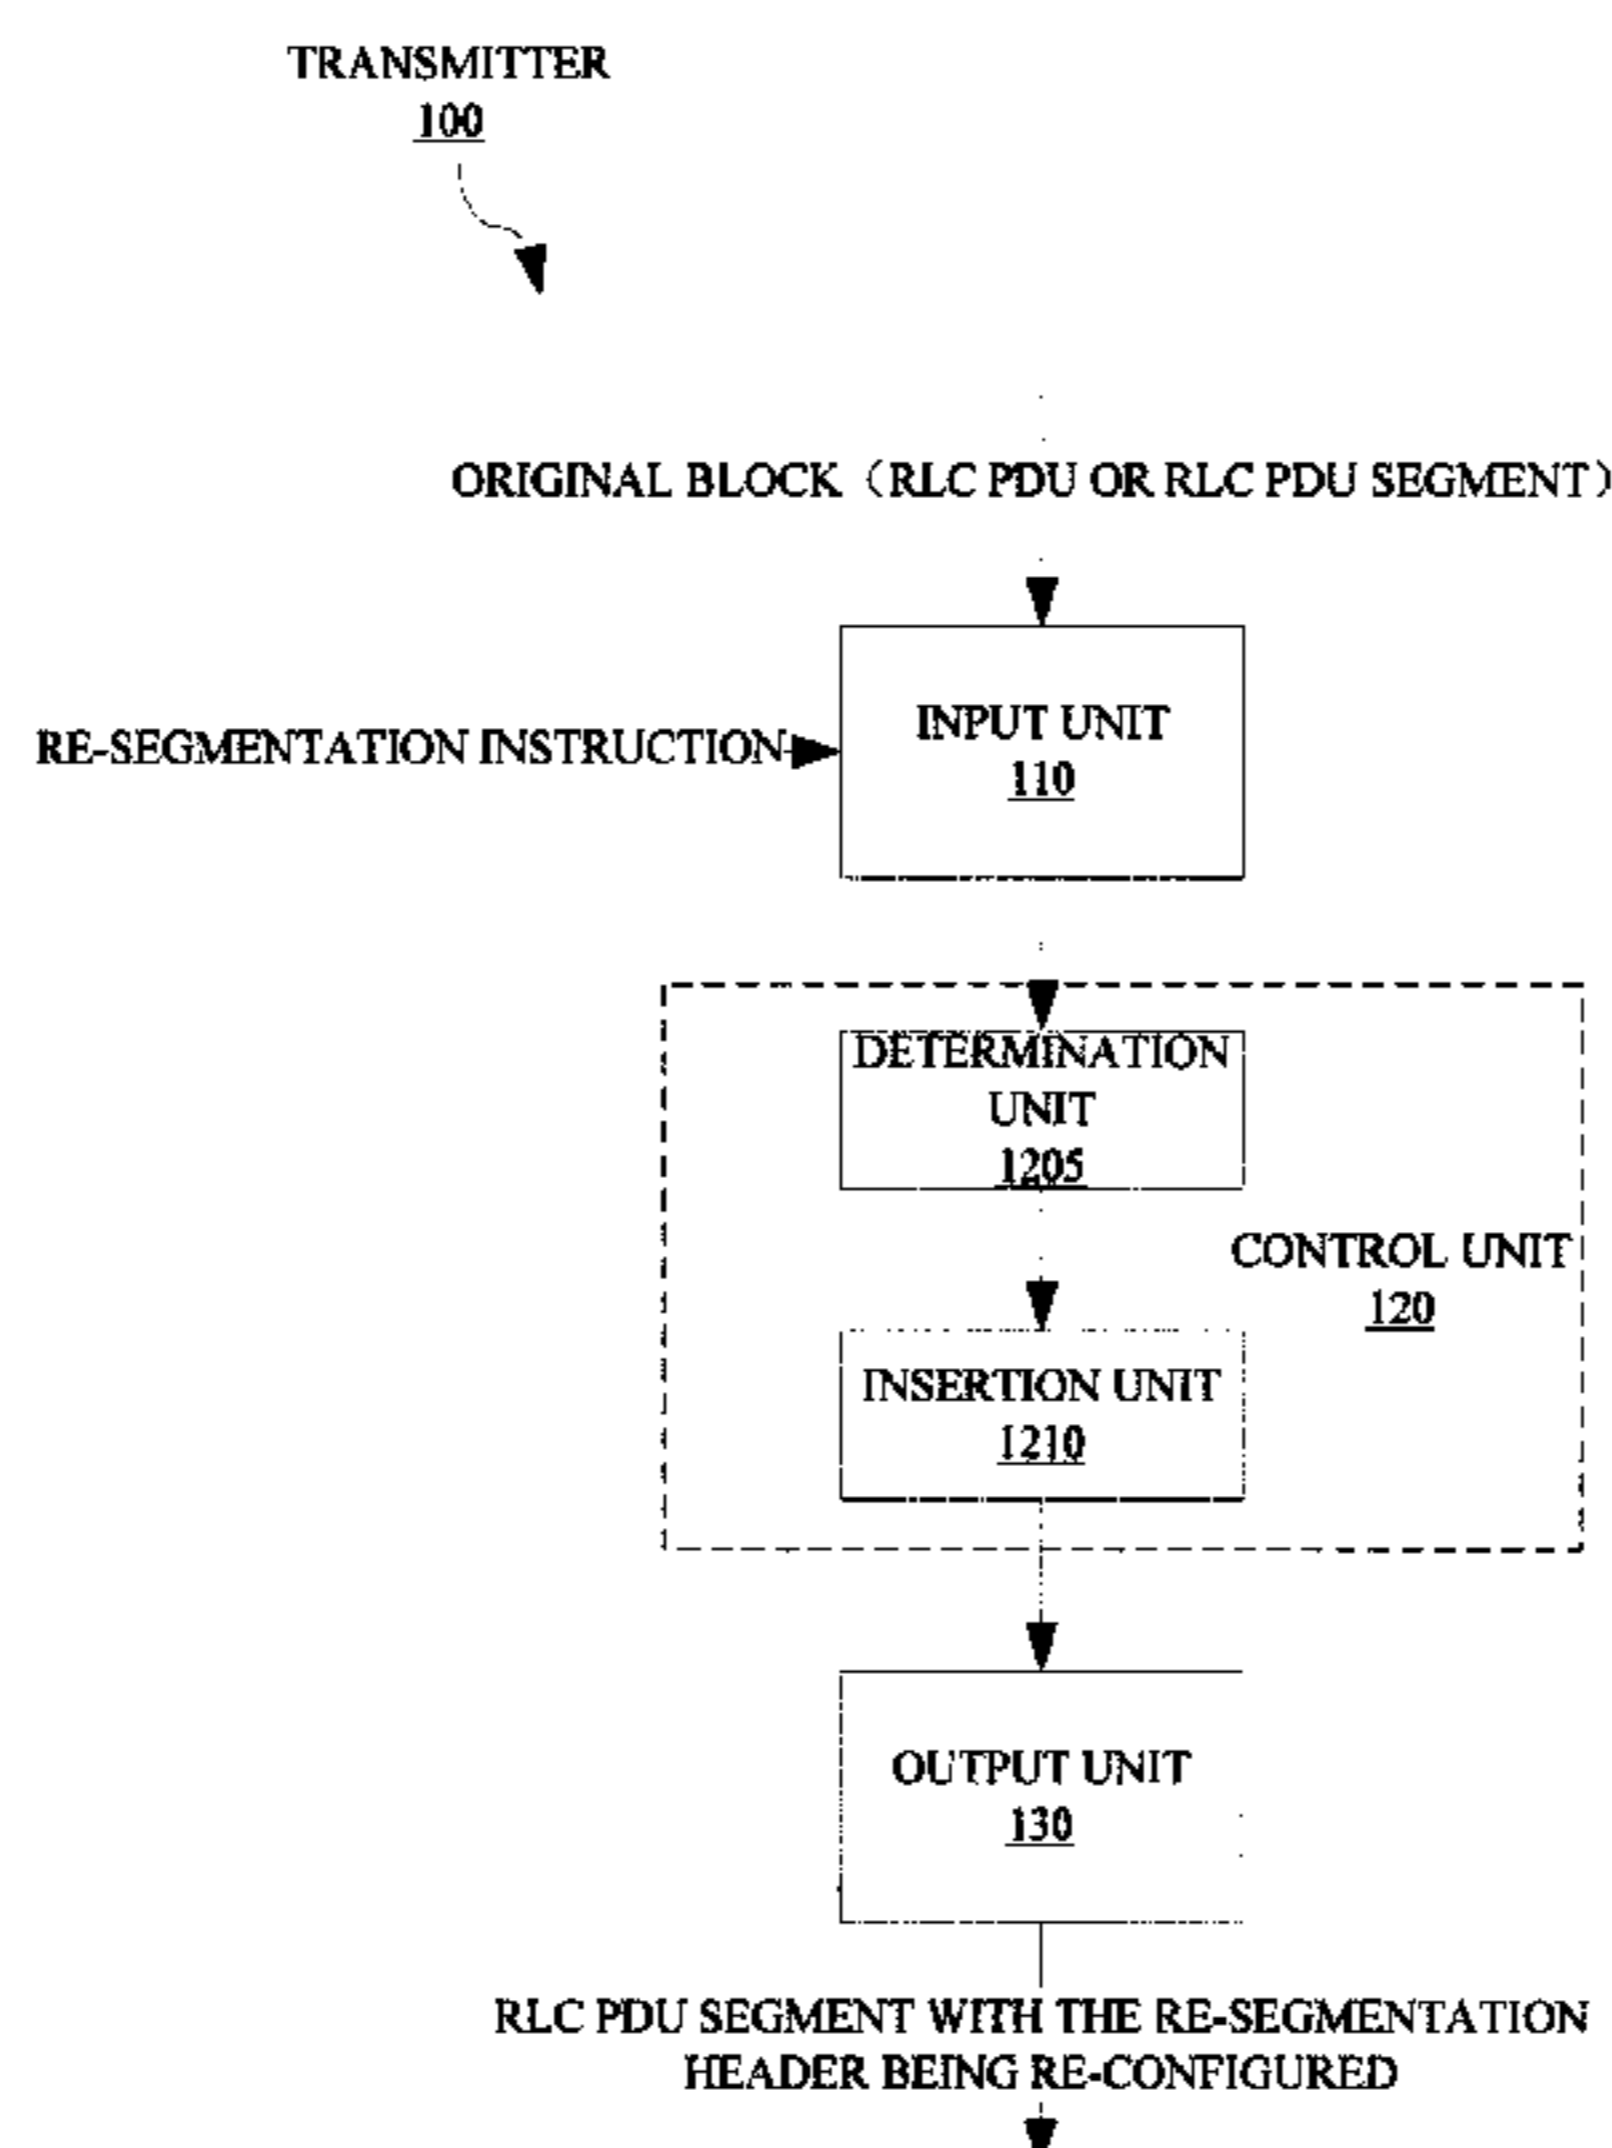 TRANSMITTER
100
ORIGINAL BLOCK（RLC PDU OR RLC PDU SEGMENT）
INPUT UNIT
110
RE-SEGMENTATION INSTRUCTION
DETERMINATION
UNIT
1205
CONTROL UNIT
120
INSERTION UNIT
1210
OUTPUT UNIT
130
RLC PDU SEGMENT WITH THE RE-SEGMENTATION
HEADER BEING RE-CONFIGURED